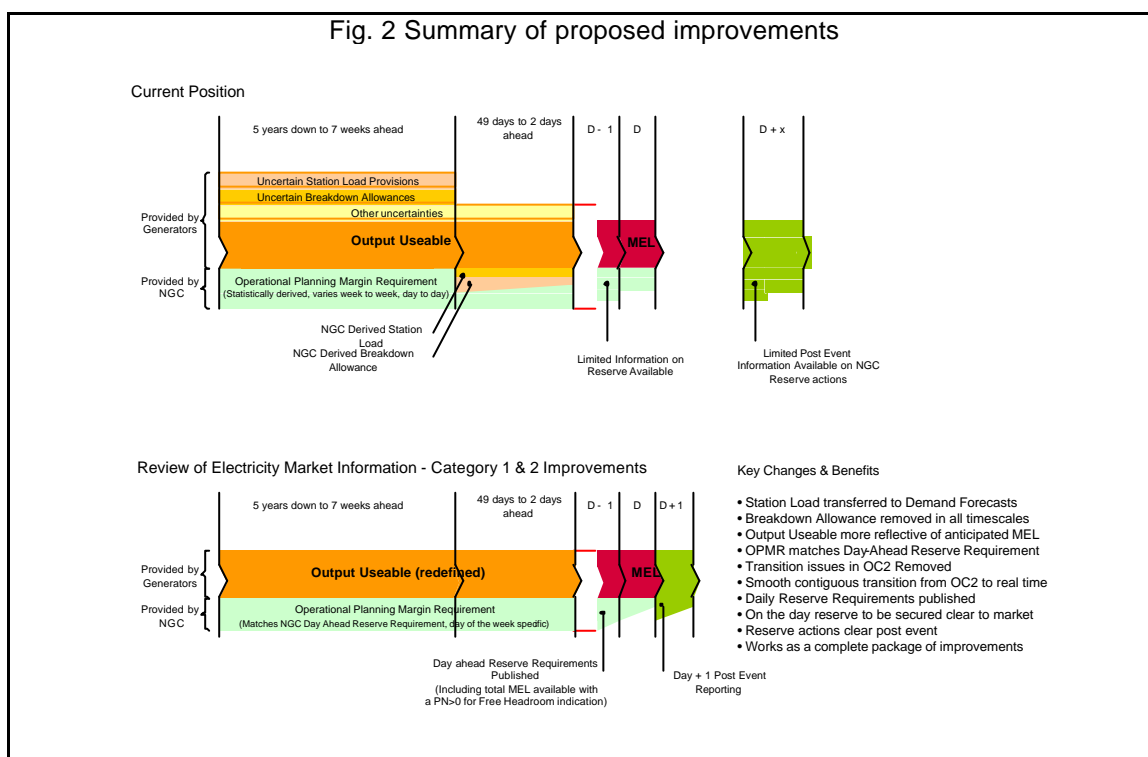 Fig. 2 Summary of proposed improvements
Current Position
5 years down to 7 weeks ahead
49 days to 2 days
ahead
D - 1
D
D + x
Uncertain Station Load Provisions
Uncertain Breakdown Allowances
Other uncertainties
Provided by
Generators
Output Useable
MEL
Provided by
NGC
Operational Planning Margin Requirement
(Statistically derived, varies week to week, day to day)
NGC Derived Station
Load
NGC Derived Breakdown
Allowance
Limited Information on
Reserve Available
Limited Post Event
Information Available on NGC
Reserve actions
Review of Electricity Market Information - Category 1 & 2 Improvements
5 years down to 7 weeks ahead
49 days to 2 days
ahead
D - 1
D
D + 1
Provided by
Generators
Output Useable (redefined)
MEL
Provided by
NGC
Operational Planning Margin Requirement
(Matches NGC Day Ahead Reserve Requirement, day of the week specific)
Day ahead Reserve Requirements
Published
(Including total MEL available with
a PN>0 for Free Headroom indication)
Day + 1 Post Event
Reporting
Key Changes & Benefits
• Station Load transferred to Demand Forecasts
• Breakdown Allowance removed in all timescales
• Output Useable more reflective of anticipated MEL
• OPMR matches Day-Ahead Reserve Requirement
• Transition issues in OC2 Removed
• Smooth contiguous transition from OC2 to real time
• Daily Reserve Requirements published
• On the day reserve to be secured clear to market
• Reserve actions clear post event
• Works as a complete package of improvements